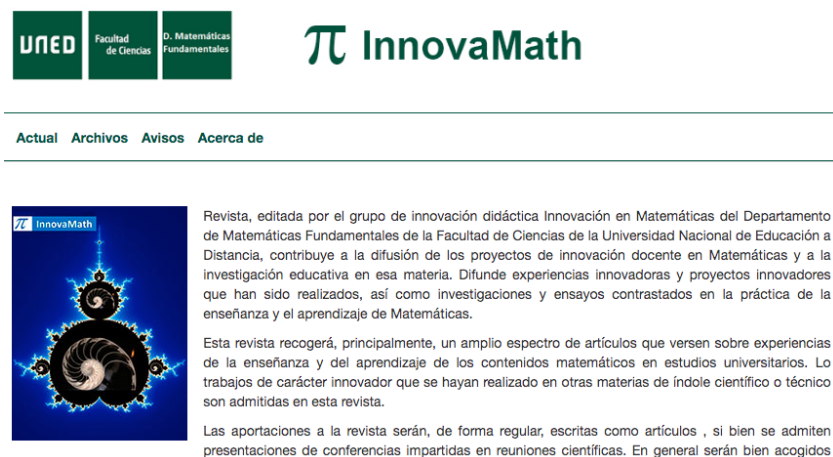 UNED
Facultad
de Ciencias
D. Matemáticas
Fundamentales
π InnovaMath
Actual Archivos Avisos Acerca de
π InnovaMath
Revista, editada por el grupo de innovación didáctica Innovación en Matemáticas del Departamento
de Matemáticas Fundamentales de la Facultad de Ciencias de la Universidad Nacional de Educación a
Distancia, contribuye a la difusión de los proyectos de innovación docente en Matemáticas y a la
investigación educativa en esa materia. Difunde experiencias innovadoras y proyectos innovadores
que han sido realizados, así como investigaciones y ensayos contrastados en la práctica de la
enseñanza y el aprendizaje de Matemáticas.
Esta revista recogerá, principalmente, un amplio espectro de artículos que versen sobre experiencias
de la enseñanza y del aprendizaje de los contenidos matemáticos en estudios universitarios. Lo
trabajos de carácter innovador que se hayan realizado en otras materias de índole científico o técnico
son admitidas en esta revista.
Las aportaciones a la revista serán, de forma regular, escritas como artículos , si bien se admiten
presentaciones de conferencias impartidas en reuniones científicas. En general serán bien acogidos